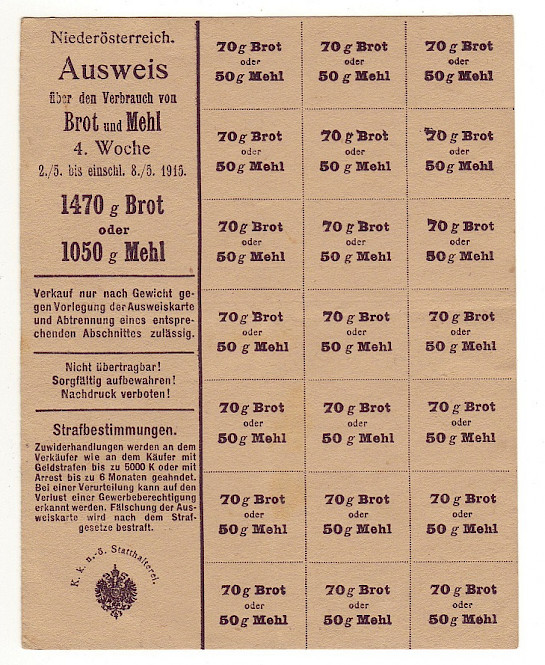 Niederösterreich.
Ausweis
über den Verbrauch von
Brot und Mehl
4. Woche
2./5. bis einschl. 8./5. 1915.
1470 g Brot
oder
1050 g Mehl
Verkauf nur nach Gewicht ge-
gen Vorlegung der Ausweiskarte
und Abtrennung eines entspre-
chenden Abschnittes zulässig.
Nicht übertragbar!
Sorgfältig aufbewahren!
Nachdruck verboten!
Strafbestimmungen.
Zuwiderhandlungen werden an dem
Verkäufer wie an dem Käufer mit
Geldstrafen bis zu 5000 K oder mit
Arrest bis zu 6 Monaten geahndet.
Bei einer Verurteilung kann auf den
Verlust einer Gewerbeberechtigung
erkannt werden. Fälschung der Aus-
weiskarte wird nach dem Straf-
gesetze bestraft.
K. k. n.-ö. Statthalterei.
70 g Brot 70 g Brot 70 g Brot
oder oder oder
50 g Mehl 50 g Mehl 50 g Mehl
70 g Brot 70 g Brot 70 g Brot
oder oder oder
50 g Mehl 50 g Mehl 50 g Mehl
70 g Brot 70 g Brot 70 g Brot
oder oder oder
50 g Mehl 50 g Mehl 50 g Mehl
70 g Brot 70 g Brot 70 g Brot
oder oder oder
50 g Mehl 50 g Mehl 50 g Mehl
70 g Brot 70 g Brot 70 g Brot
oder oder oder
50 g Mehl 50 g Mehl 50 g Mehl
70 g Brot 70 g Brot 70 g Brot
oder oder oder
50 g Mehl 50 g Mehl 50 g Mehl
70 g Brot 70 g Brot 70 g Brot
oder oder oder
50 g Mehl 50 g Mehl 50 g Mehl